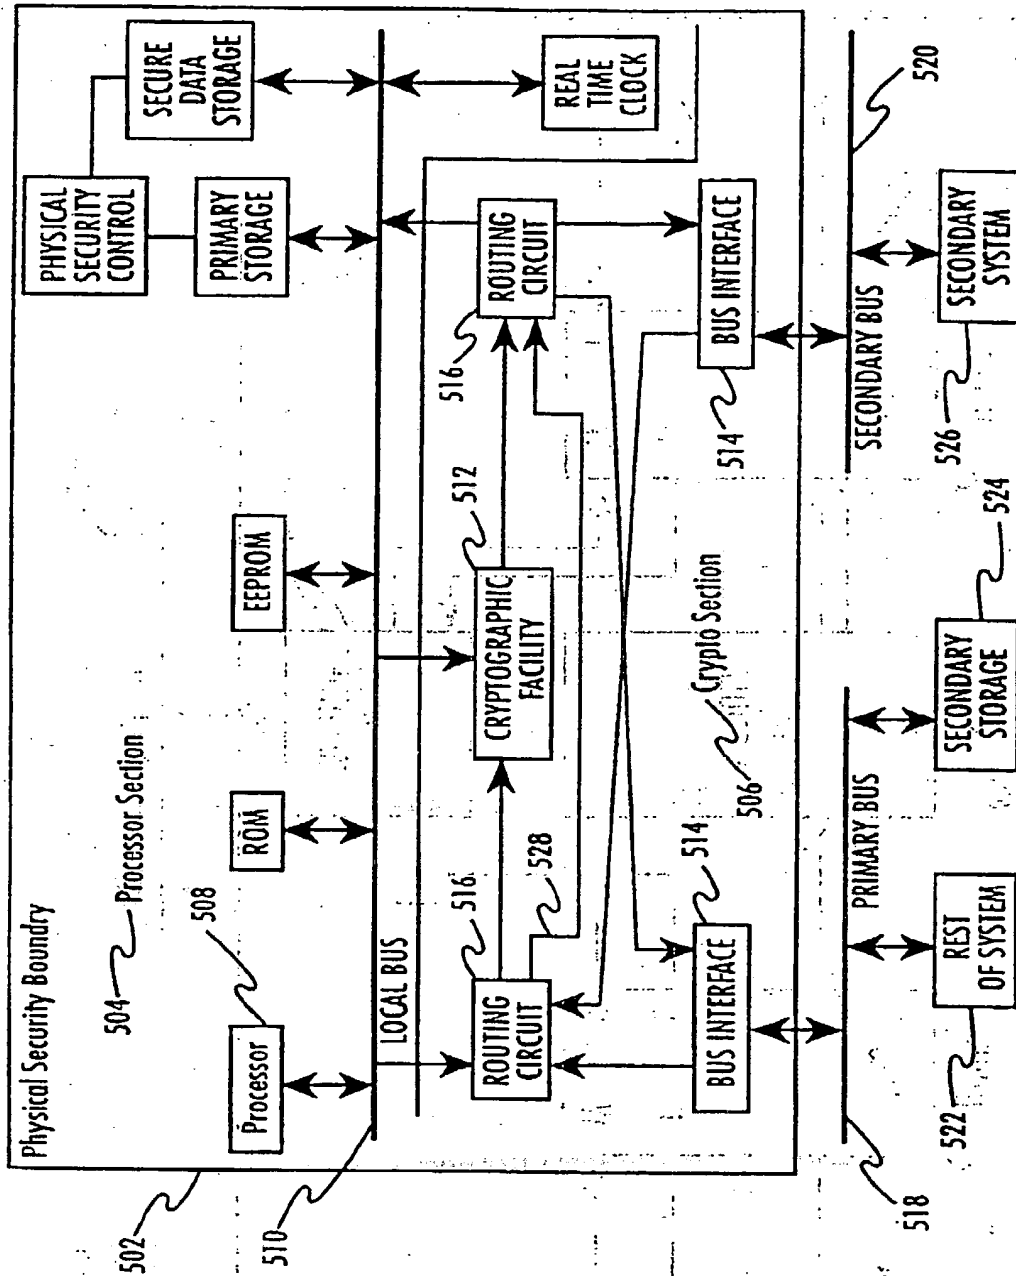 Physical Security Boundry
502
504
Processor Section
PHYSICAL
SECURITY
CONTROL
SECURE
DATA
STORAGE
508
Processor
ROM
EEPROM
PRIMARY
STORAGE
510
LOCAL BUS
REAL
TIME
CLOCK
516
ROUTING
CIRCUIT
528
512
CRYPTOGRAPHIC
FACILITY
516
ROUTING
CIRCUIT
506
Crypto Section
514
BUS INTERFACE
514
BUS INTERFACE
518
PRIMARY BUS
SECONDARY BUS
520
522
REST
OF SYSTEM
524
SECONDARY
STORAGE
526
SECONDARY
SYSTEM